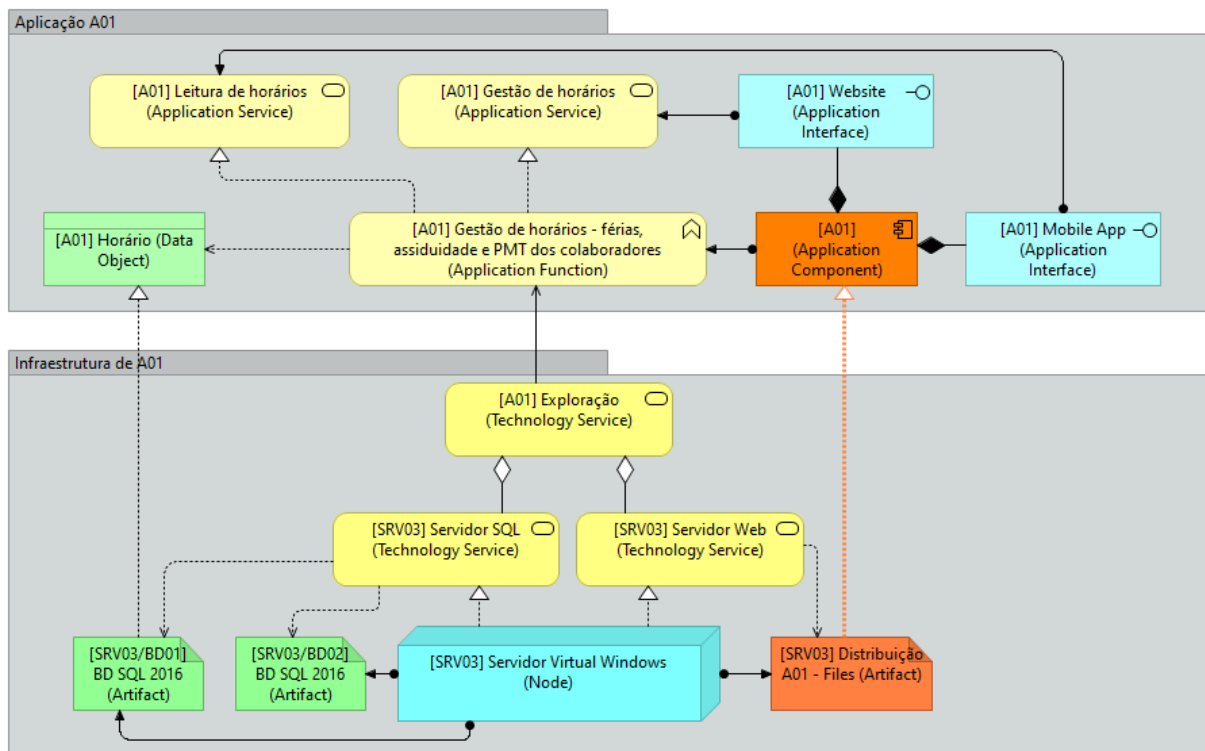 Aplicação A01
[A01] Leitura de horários
(Application Service)
[A01] Gestão de horários
(Application Service)
[A01] Website
(Application
Interface)
[A01] Horário (Data
Object)
[A01] Gestão de horários - férias,
assiduidade e PMT dos colaboradores
(Application Function)
[A01]
(Application
Component)
[A01] Mobile App
(Application
Interface)
Infraestrutura de A01
[A01] Exploração
(Technology Service)
[SRV03] Servidor SQL
(Technology Service)
[SRV03] Servidor Web
(Technology Service)
[SRV03/BD01]
BD SQL 2016
(Artifact)
[SRV03/BD02]
BD SQL 2016
(Artifact)
[SRV03] Servidor Virtual Windows
(Node)
[SRV03] Distribuição
A01 - Files (Artifact)